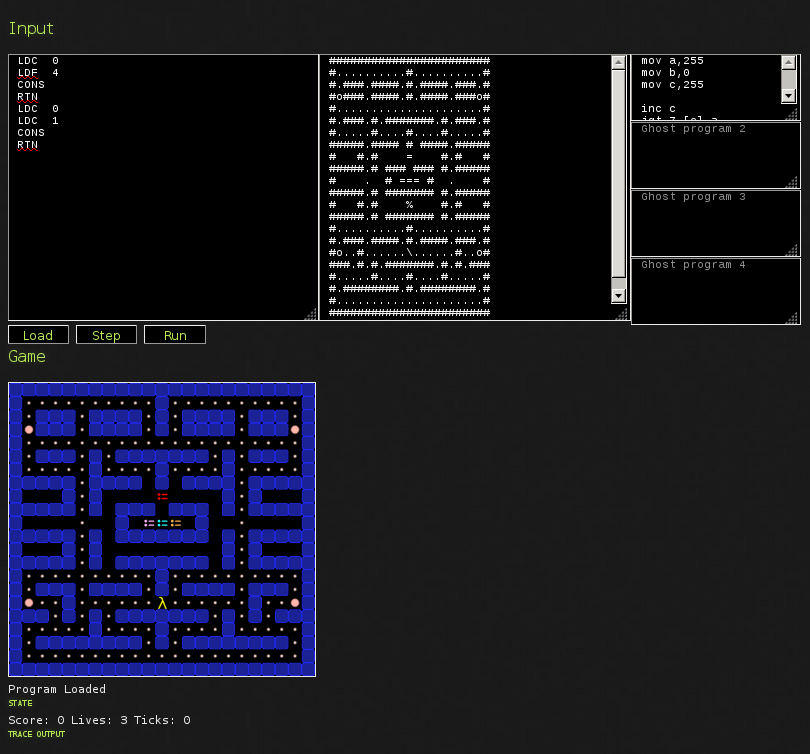 Input
LDC  0
LDF  4
CONS
RTN
LDC  0
LDC  1
CONS
RTN
#######################
#..........#..........#
#.###.####.#.####.###.#
#o###.####.#.####.###o#
#.....................#
#.###.#.#######.#.###.#
#.....#....#....#.....#
#####.#### # ####.#####
#   #.#    =    #.#   #
#####.# ### ### #.#####
#    .  # === #  .    #
#####.# ####### #.#####
#   #.#    %    #.#   #
#####.# ####### #.#####
#..........#..........#
#.###.####.#.####.###.#
#o..#......\......#..o#
###.#.#.#######.#.#.###
#.....#....#....#.....#
#.########.#.########.#
#.....................#
#######################
mov a,255
mov b,0
mov c,255
inc c
Ghost program 2
Ghost program 3
Ghost program 4
Load Step Run
Game
λ
Program Loaded
STATE
Score: 0 Lives: 3 Ticks: 0
TRACE OUTPUT